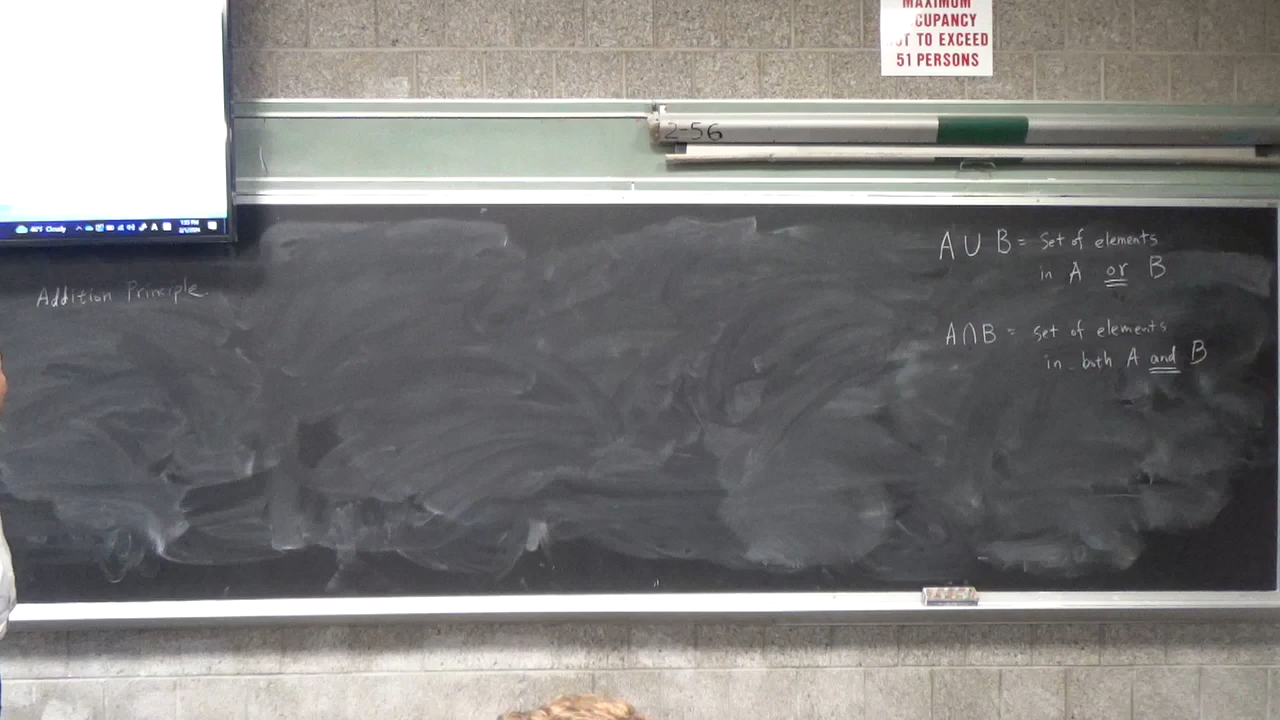 MAXIMUM
CUPANCY
TO EXCEED
51 PERSONS
2-56
Cloudy
Addition Principle
A ∪ B = Set of elements
in A or B
A ∩ B = Set of elements
in both A and B